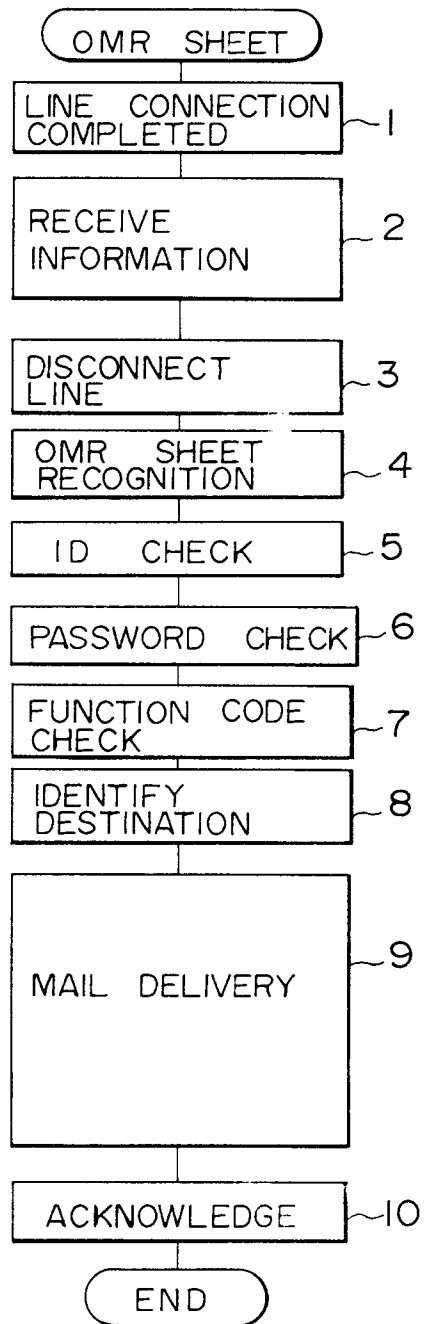 OMR SHEET
LINE CONNECTION
COMPLETED
1
RECEIVE
INFORMATION
2
DISCONNECT
LINE
3
OMR SHEET
RECOGNITION
4
ID CHECK
5
PASSWORD CHECK
6
FUNCTION CODE
CHECK
7
IDENTIFY
DESTINATION
8
MAIL DELIVERY
9
ACKNOWLEDGE
10
END